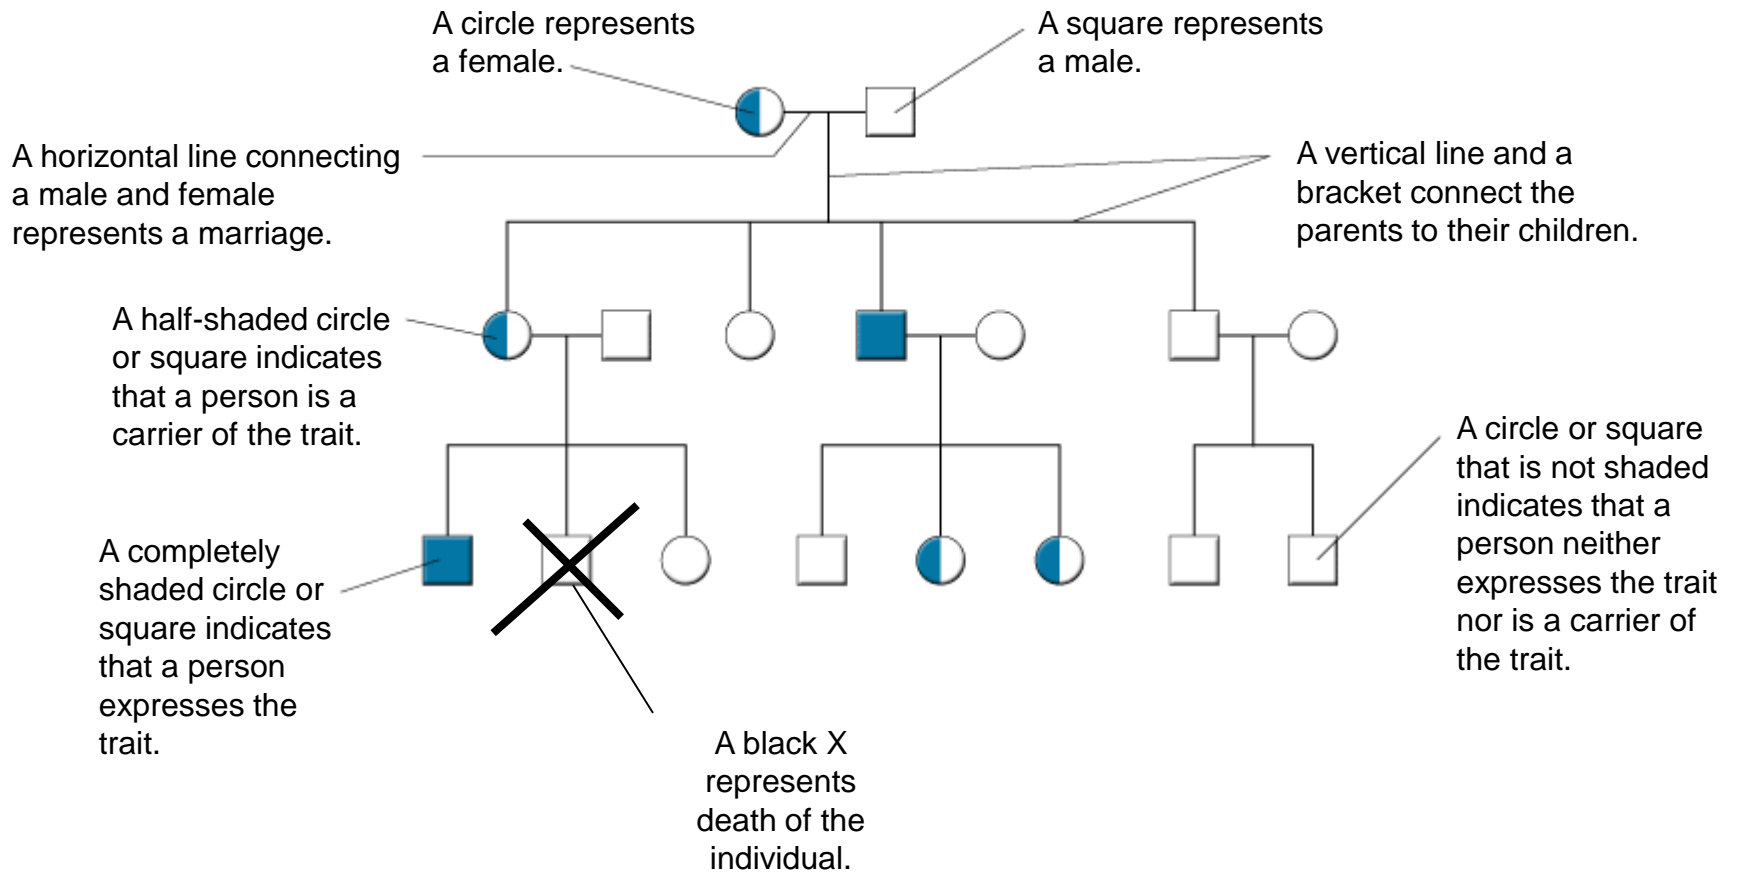 A circle represents
a female.
A square represents
a male.
A horizontal line connecting
a male and female
represents a marriage.
A vertical line and a
bracket connect the
parents to their children.
A half-shaded circle
or square indicates
that a person is a
carrier of the trait.
A circle or square
that is not shaded
indicates that a
person neither
expresses the trait
nor is a carrier of
the trait.
A completely
shaded circle or
square indicates
that a person
expresses the
trait.
A black X
represents
death of the
individual.